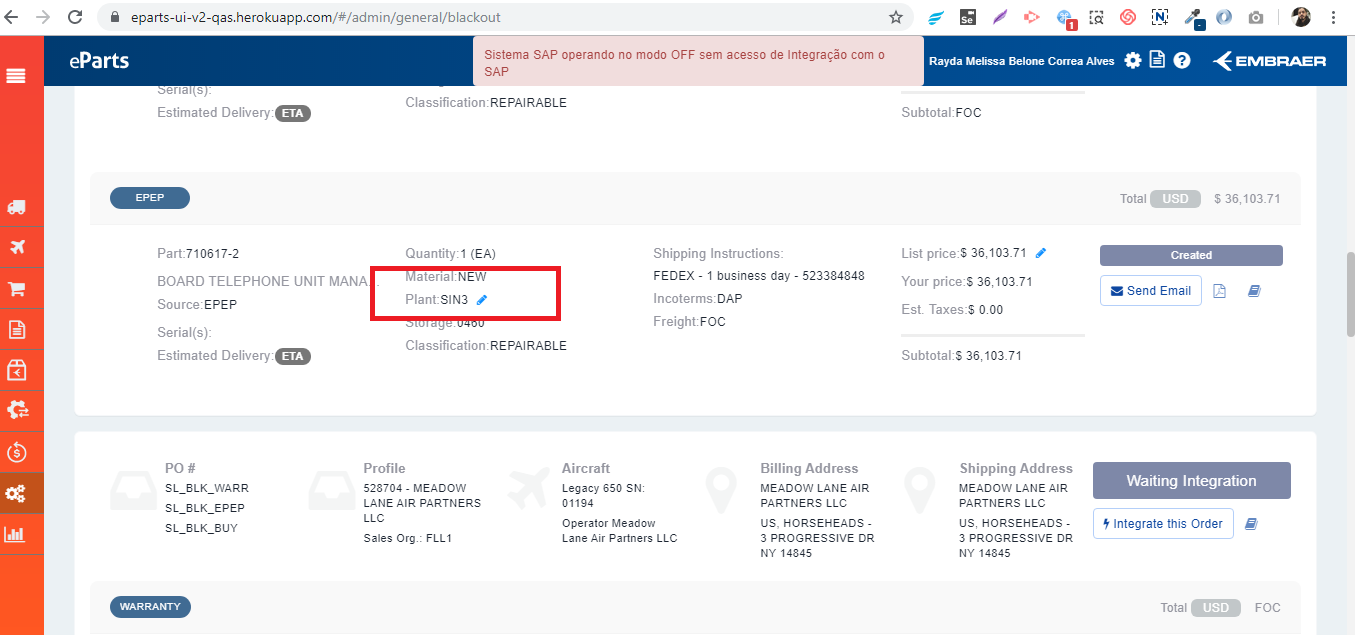 eparts-ui-v2-qas.herokuapp.com/#/admin/general/blackout
Se
1
N
-
eParts
Sistema SAP operando no modo OFF sem acesso de Integração com o
SAP
Rayda Melissa Belone Correa Alves
EMBRAER
Serial(s):
Estimated Delivery: ETA
Classification:REPAIRABLE
Subtotal:FOC
EPEP
Total USD $ 36,103.71
Part:710617-2
BOARD TELEPHONE UNIT MANA...
Source:EPEP
Serial(s):
Estimated Delivery: ETA
Quantity:1 (EA)
Material:NEW
Plant:SIN3
Storage:0460
Classification:REPAIRABLE
Shipping Instructions:
FEDEX - 1 business day - 523384848
Incoterms:DAP
Freight:FOC
List price:$ 36,103.71
Your price:$ 36,103.71
Est. Taxes:$ 0.00
Subtotal:$ 36,103.71
Created
Send Email
PO #
SL_BLK_WARR
SL_BLK_EPEP
SL_BLK_BUY
Profile
528704 - MEADOW
LANE AIR PARTNERS
LLC
Sales Org.: FLL1
Aircraft
Legacy 650 SN:
01194
Operator Meadow
Lane Air Partners LLC
Billing Address
MEADOW LANE AIR
PARTNERS LLC
US, HORSEHEADS -
3 PROGRESSIVE DR
NY 14845
Shipping Address
MEADOW LANE AIR
PARTNERS LLC
US, HORSEHEADS -
3 PROGRESSIVE DR
NY 14845
Waiting Integration
Integrate this Order
WARRANTY
Total USD FOC